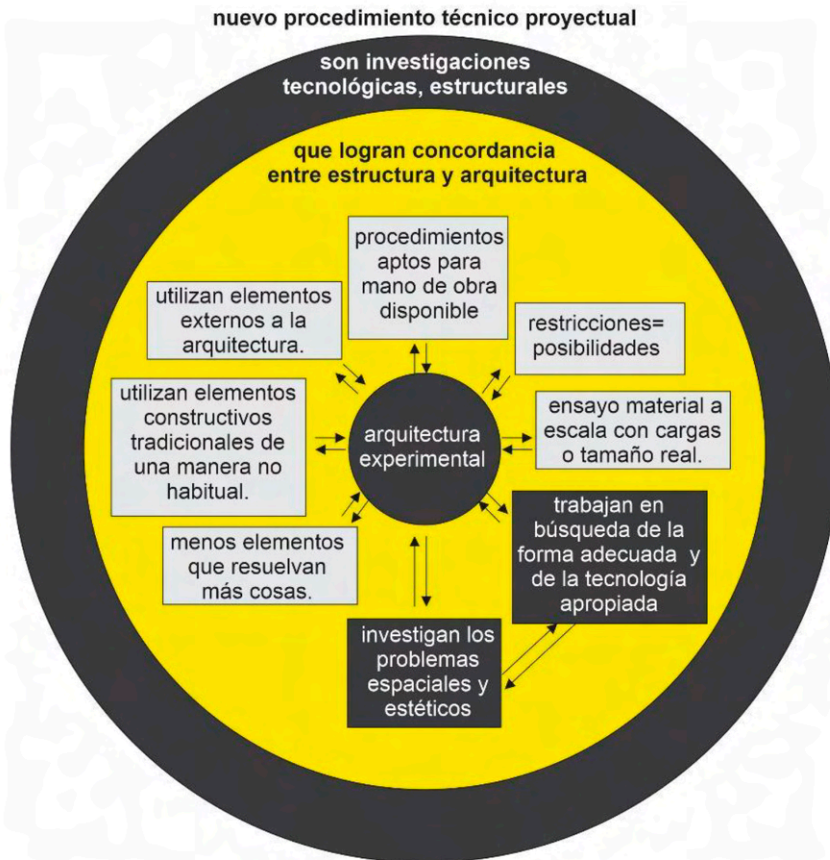 nuevo procedimiento técnico proyectual
son investigaciones
tecnológicas, estructurales
que logran concordancia
entre estructura y arquitectura
procedimientos
aptos para
mano de obra
disponible
utilizan elementos
externos a la
arquitectura.
restricciones=
posibilidades
utilizan elementos
constructivos
tradicionales de
una manera no
habitual.
arquitectura
experimental
ensayo material a
escala con cargas
o tamaño real.
menos elementos
que resuelvan
más cosas.
trabajan en
búsqueda de la
forma adecuada y
de la tecnología
apropiada
investigan los
problemas
espaciales y
estéticos